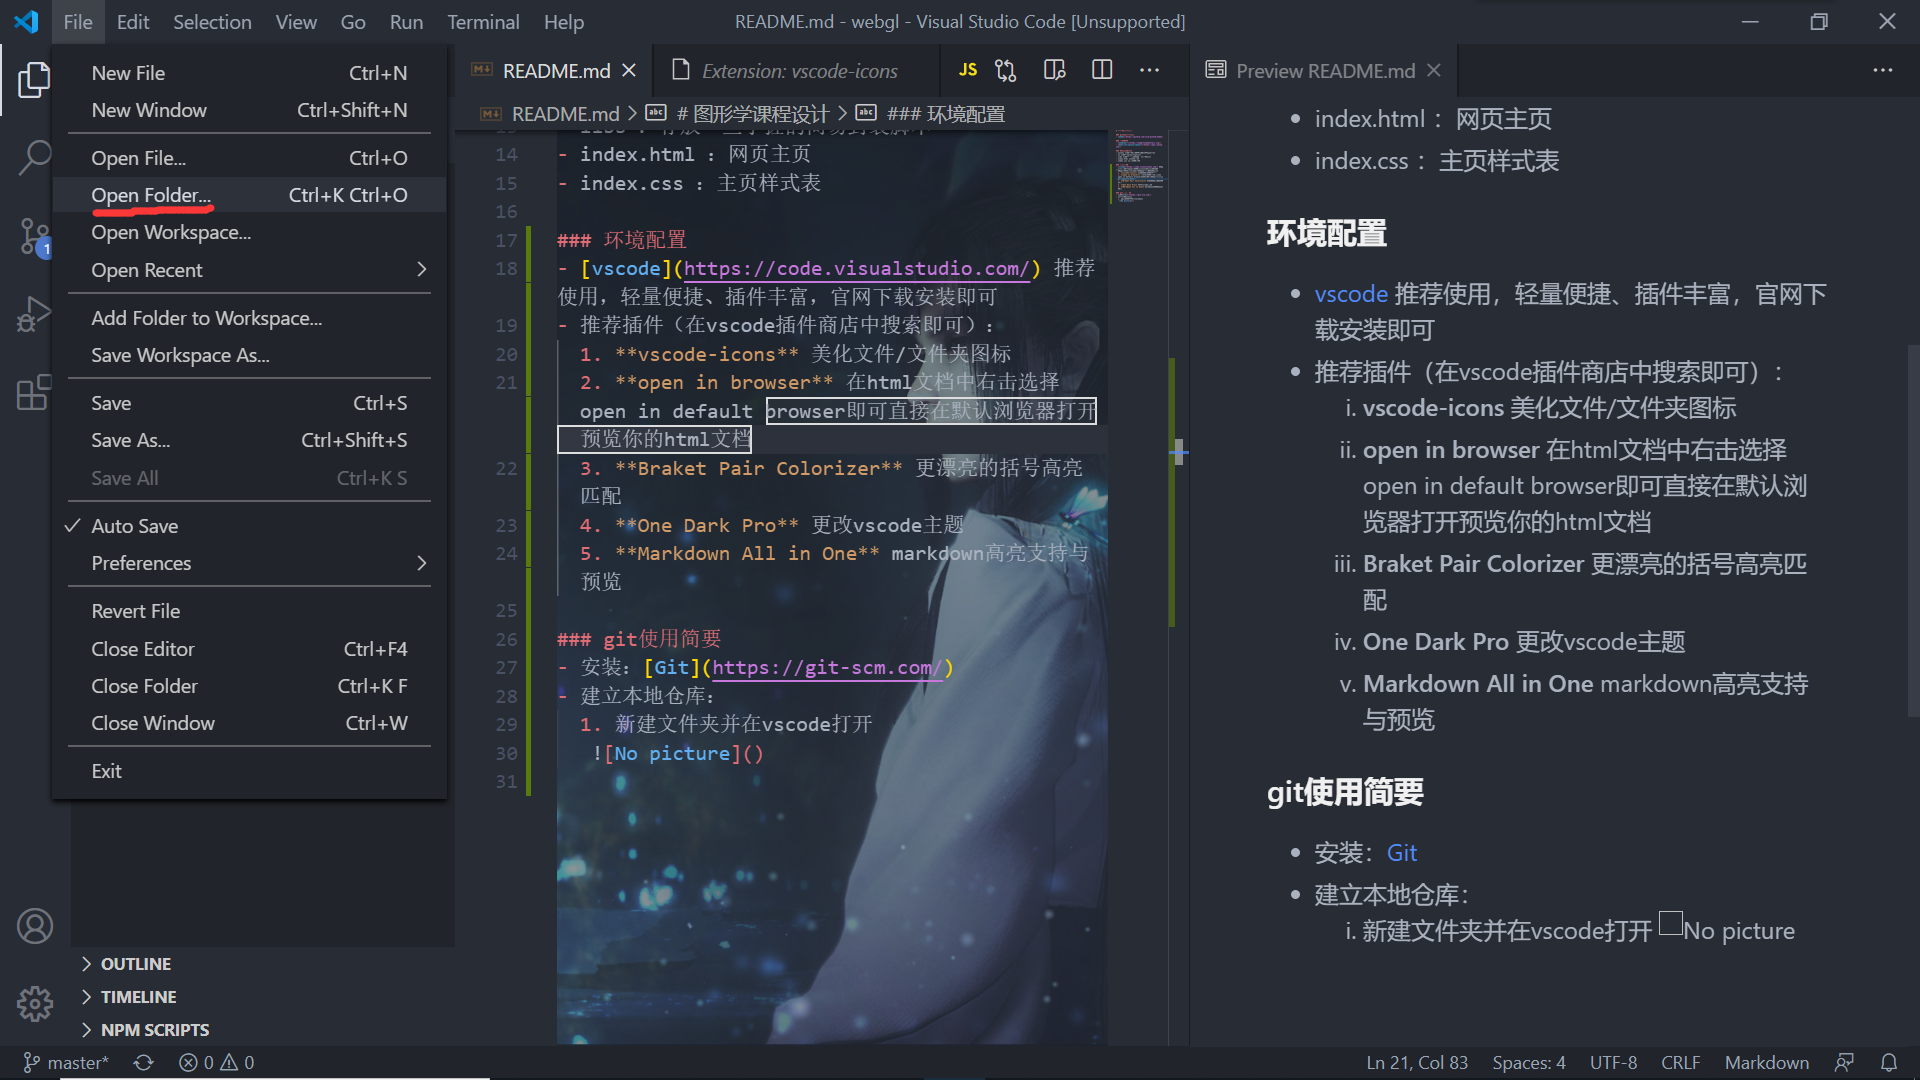 File Edit Selection View Go Run Terminal Help
README.md - webgl - Visual Studio Code [Unsupported]
New File Ctrl+N
New Window Ctrl+Shift+N
Open File... Ctrl+O
Open Folder... Ctrl+K Ctrl+O
Open Workspace...
Open Recent
Add Folder to Workspace...
Save Workspace As...
Save Ctrl+S
Save As... Ctrl+Shift+S
Save All Ctrl+K S
Auto Save
Preferences
Revert File
Close Editor Ctrl+F4
Close Folder Ctrl+K F
Close Window Ctrl+W
Exit
1
OUTLINE
TIMELINE
NPM SCRIPTS
README.md
Extension: vscode-icons
JS
README.md > # 图形学课程设计 > ### 环境配置
14 - index.html : 网页主页
15 - index.css : 主页样式表
16
17 ### 环境配置
18 - [vscode](https://code.visualstudio.com/) 推荐
使用，轻量便捷、插件丰富，官网下载安装即可
19 - 推荐插件（在vscode插件商店中搜索即可）：
20 1. **vscode-icons** 美化文件/文件夹图标
21 2. **open in browser** 在html文档中右击选择
open in default browser即可直接在默认浏览器打开
预览你的html文档
22 3. **Braket Pair Colorizer** 更漂亮的括号高亮
匹配
23 4. **One Dark Pro** 更改vscode主题
24 5. **Markdown All in One** markdown高亮支持与
预览
25
26 ### git使用简要
27 - 安装：[Git](https://git-scm.com/)
28 - 建立本地仓库：
29 1. 新建文件夹并在vscode打开
30 ![No picture]()
31
Preview README.md
• index.html : 网页主页
• index.css : 主页样式表
环境配置
• vscode 推荐使用，轻量便捷、插件丰富，官网下
载安装即可
• 推荐插件（在vscode插件商店中搜索即可）：
i. vscode-icons 美化文件/文件夹图标
ii. open in browser 在html文档中右击选择
open in default browser即可直接在默认浏
览器打开预览你的html文档
iii. Braket Pair Colorizer 更漂亮的括号高亮匹
配
iv. One Dark Pro 更改vscode主题
v. Markdown All in One markdown高亮支持
与预览
git使用简要
• 安装：Git
• 建立本地仓库：
i. 新建文件夹并在vscode打开 No picture
master* 0 0
Ln 21, Col 83 Spaces: 4 UTF-8 CRLF Markdown